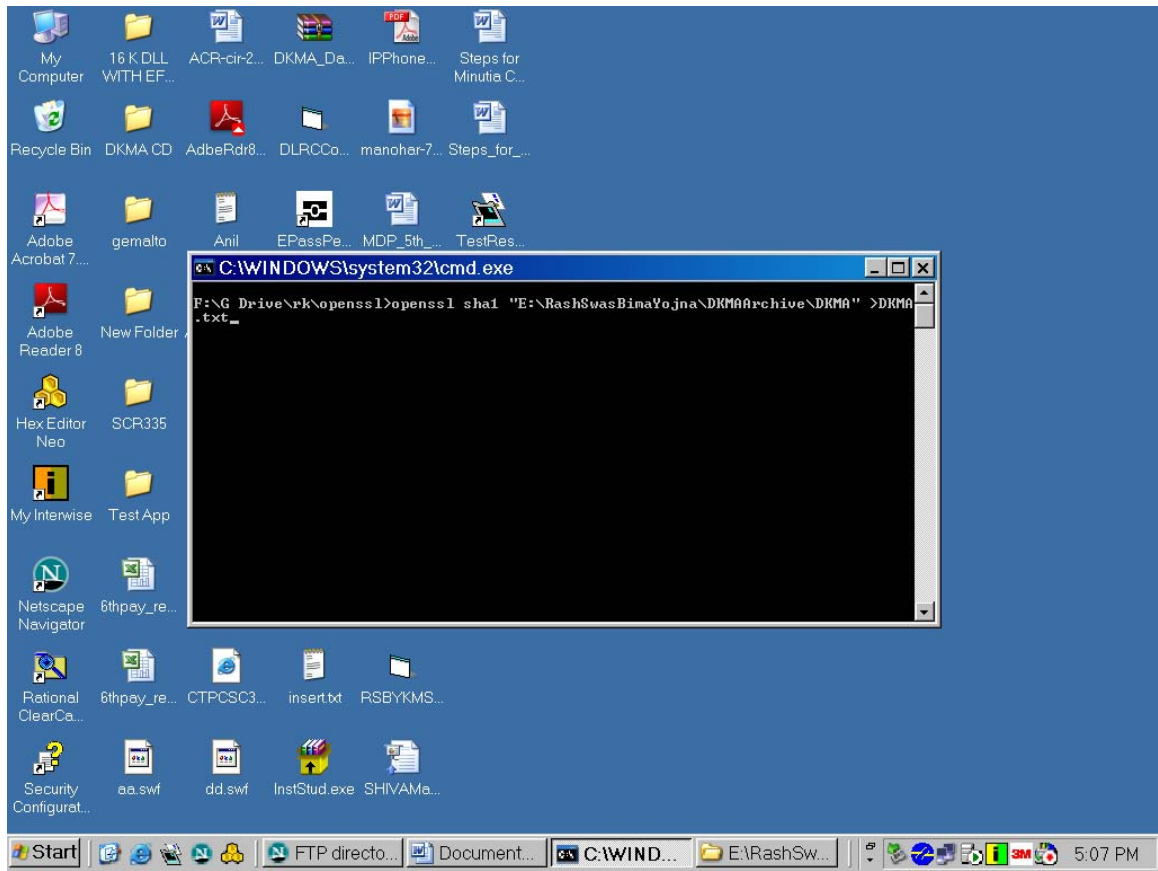 My Computer
16 K DLL WITH EF...
ACR-cir-2...
DKMA_Da...
IPPhone...
Steps for Minutia C...
Recycle Bin
DKMA CD
AdbeRdr8...
DLRCCo...
manohar-7...
Steps_for_...
Adobe Acrobat 7....
gemalto
Anil
EPassPe...
MDP_5th_...
TestRes...
C:\WINDOWS\system32\cmd.exe
F:\G Drive\rk\openssl>openssl sha1 "E:\RashSwasBimaYojna\DKMAArchive\DKMA" >DKMA
.txt_
Adobe Reader 8
New Folder
Hex Editor Neo
SCR335
My Interwise
Test App
Netscape Navigator
6thpay_re...
Rational ClearCa...
6thpay_re...
CTPCSC3...
insert.txt
RSBYKMS...
Security Configurat...
aa.swf
dd.swf
InstStud.exe
SHIVAMa...
Start
FTP directo...
Document...
C:\WIND...
E:\RashSw...
3M
5:07 PM